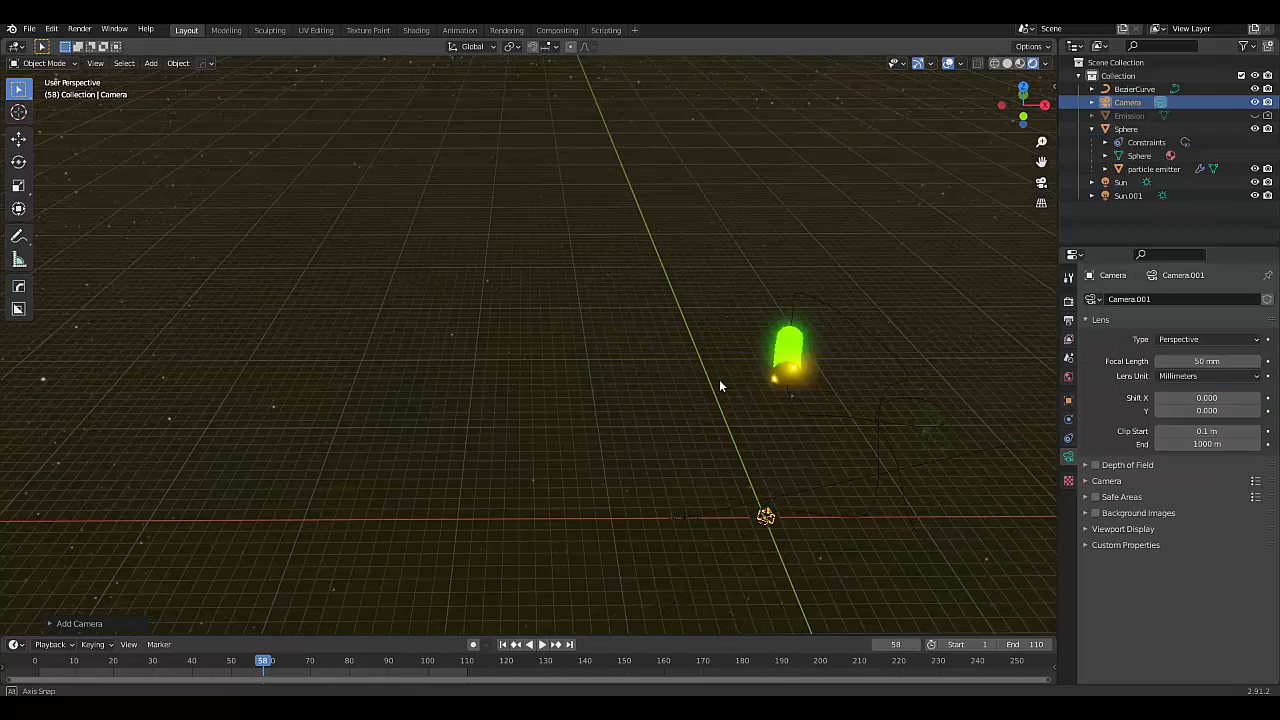 File Edit Render Window Help Layout Modeling Sculpting UV Editing Texture Paint Shading Animation Rendering Compositing Scripting + Scene View Layer
Global Options
Object Mode View Select Add Object
User Perspective
(58) Collection | Camera
Scene Collection
Collection
BezierCurve
Camera
Emission
Sphere
Constraints
Sphere
particle emitter
Sun
Sun.001
X
Z
Camera Camera.001
Camera.001
Lens
Type Perspective
Focal Length 50 mm
Lens Unit Millimeters
Shift X 0.000
Y 0.000
Clip Start 0.1 m
End 1000 m
Depth of Field
Camera
Safe Areas
Background Images
Viewport Display
Custom Properties
Add Camera
Playback Keying View Marker 58 Start 1 End 110
0 10 20 30 40 50 58 70 80 90 100 110 120 130 140 150 160 170 180 190 200 210 220 230 240 250
Axis Snap 2.91.2